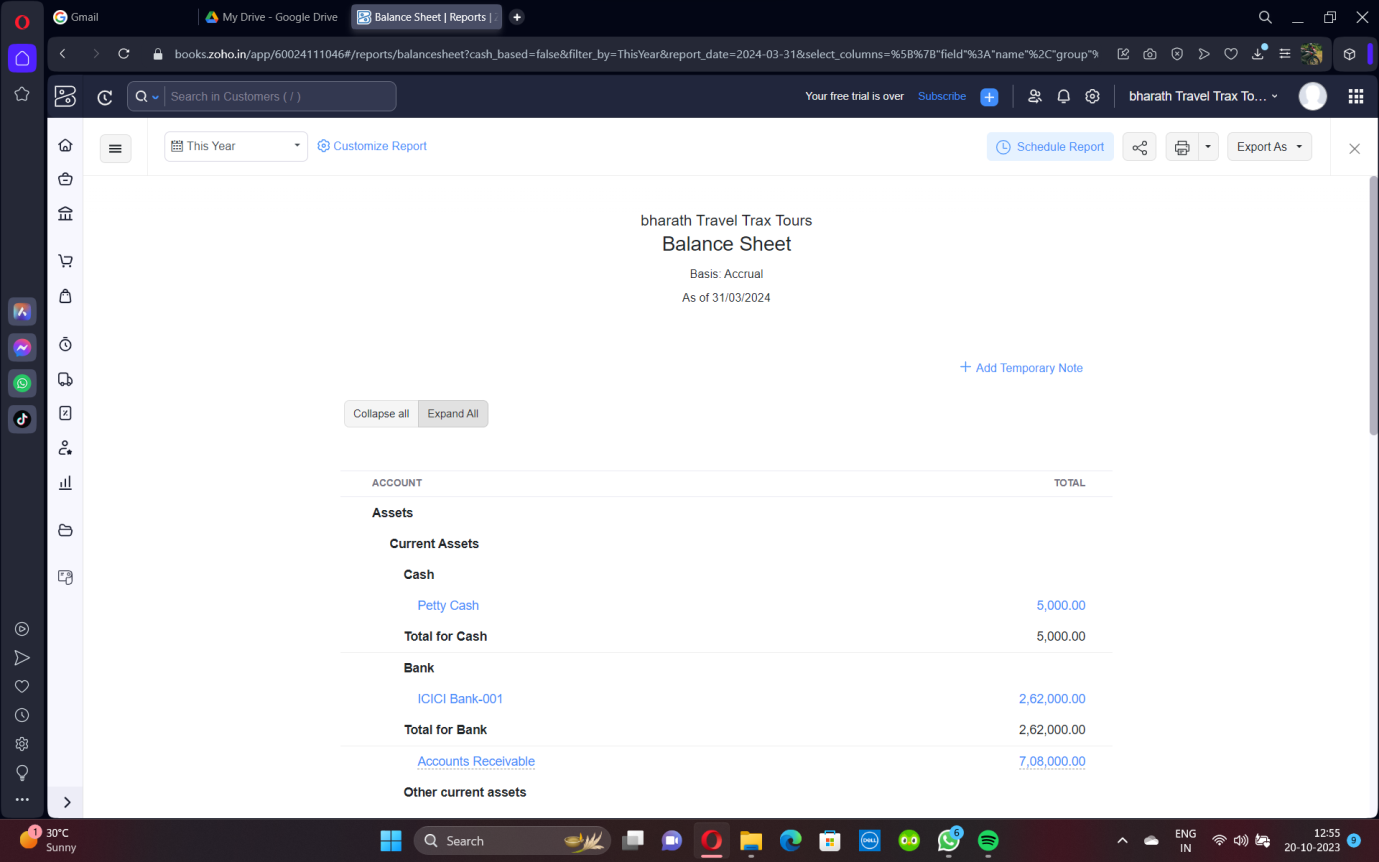 Gmail
My Drive - Google Drive
Balance Sheet | Reports |
books.zoho.in/app/60024111046#/reports/balancesheet?cash_based=false&filter_by=ThisYear&report_date=2024-03-31&select_columns=%5B%7B"field"%3A"name"%2C"group"%
Search in Customers ( / )
Your free trial is over
Subscribe
bharath Travel Trax To...
This Year
Customize Report
Schedule Report
Export As
bharath Travel Trax Tours
Balance Sheet
Basis: Accrual
As of 31/03/2024
Add Temporary Note
Collapse all
Expand All
ACCOUNT TOTAL
Assets
Current Assets
Cash
Petty Cash 5,000.00
Total for Cash 5,000.00
Bank
ICICI Bank-001 2,62,000.00
Total for Bank 2,62,000.00
Accounts Receivable 7,08,000.00
Other current assets
1
30°C
Sunny
Search
DELL
6
ENG
IN
12:55
20-10-2023
9